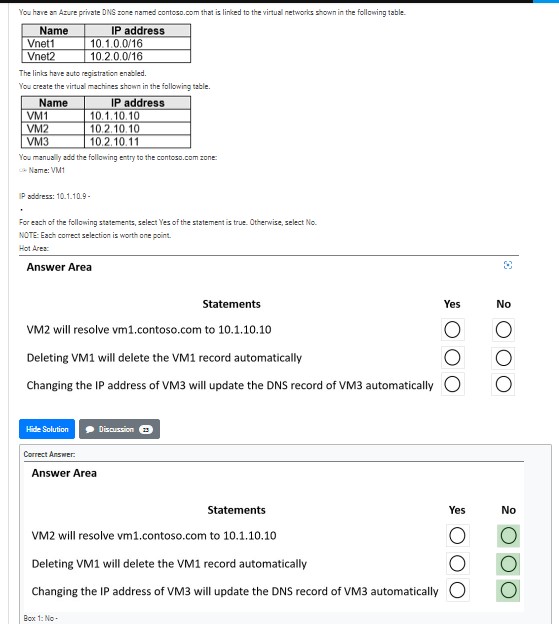 You have an Azure private DNS zone named contoso.com that is linked to the virtual networks shown in the following table.
Name IP address
Vnet1 10.1.0.0/16
Vnet2 10.2.0.0/16
The links have auto registration enabled.
You create the virtual machines shown in the following table.
Name IP address
VM1 10.1.10.10
VM2 10.2.10.10
VM3 10.2.10.11
You manually add the following entry to the contoso.com zone:
Name: VM1
IP address: 10.1.10.9 -
.
For each of the following statements, select Yes of the statement is true. Otherwise, select No.
NOTE: Each correct selection is worth one point.
Hot Area:
Answer Area
Statements Yes No
VM2 will resolve vm1.contoso.com to 10.1.10.10
Deleting VM1 will delete the VM1 record automatically
Changing the IP address of VM3 will update the DNS record of VM3 automatically
Hide Solution Discussion 23
Correct Answer:
Answer Area
Statements Yes No
VM2 will resolve vm1.contoso.com to 10.1.10.10
Deleting VM1 will delete the VM1 record automatically
Changing the IP address of VM3 will update the DNS record of VM3 automatically
Box 1: No -